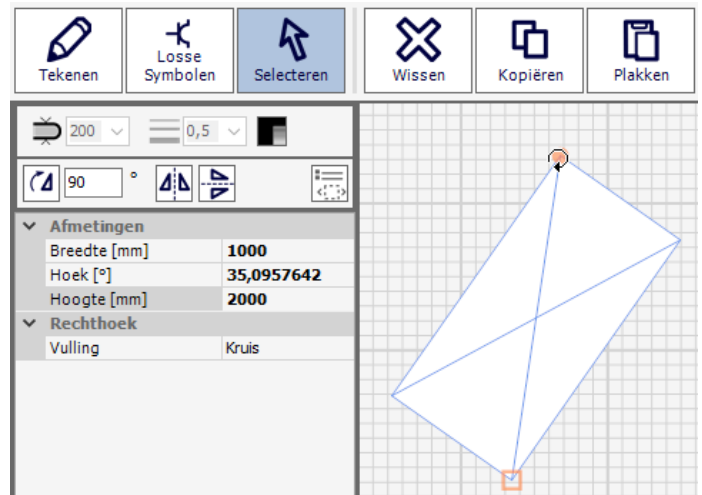 Tekenen
Losse
Symbolen
Selecteren
Wissen
Kopiëren
Plakken
200
0,5
90 °
Afmetingen
Breedte [mm] 1000
Hoek [°] 35,0957642
Hoogte [mm] 2000
Rechthoek
Vulling Kruis